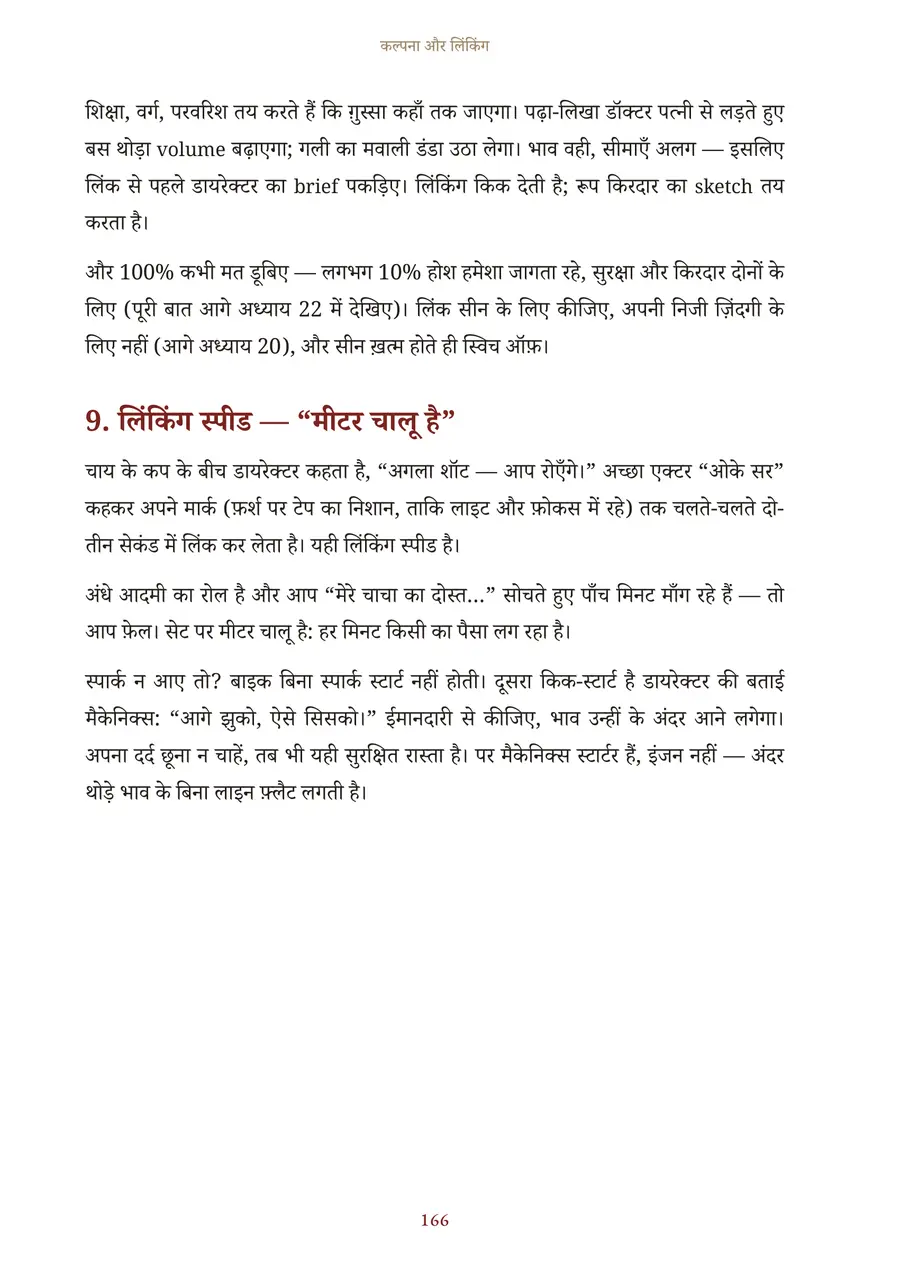 कल्पना और लिंकिंग
शिक्षा, वर्ग, परवरिश तय करते हैं कि ग़ुस्सा कहाँ तक जाएगा। पढ़ा-लिखा डॉक्टर पत्नी से लड़ते हुए
बस थोड़ा volume बढ़ाएगा; गली का मवाली डंडा उठा लेगा। भाव वही, सीमाएँ अलग — इसलिए
लिंक से पहले डायरेक्टर का brief पकड़िए। लिंकिंग किक देती है; रूप किरदार का sketch तय
करता है।
और 100% कभी मत डूबिए — लगभग 10% होश हमेशा जागता रहे, सुरक्षा और किरदार दोनों के
लिए (पूरी बात आगे अध्याय 22 में देखिए)। लिंक सीन के लिए कीजिए, अपनी निजी ज़िंदगी के
लिए नहीं (आगे अध्याय 20), और सीन ख़त्म होते ही स्विच ऑफ़।
9. लिंकिंग स्पीड — “मीटर चालू है”
चाय के कप के बीच डायरेक्टर कहता है, “अगला शॉट — आप रोएँगे।” अच्छा एक्टर “ओके सर”
कहकर अपने मार्क (फ़र्श पर टेप का निशान, ताकि लाइट और फ़ोकस में रहे) तक चलते-चलते दो-
तीन सेकंड में लिंक कर लेता है। यही लिंकिंग स्पीड है।
अंधे आदमी का रोल है और आप “मेरे चाचा का दोस्त…” सोचते हुए पाँच मिनट माँग रहे हैं — तो
आप फ़ेल। सेट पर मीटर चालू है: हर मिनट किसी का पैसा लग रहा है।
स्पार्क न आए तो? बाइक बिना स्पार्क स्टार्ट नहीं होती। दूसरा किक-स्टार्ट है डायरेक्टर की बताई
मैकेनिक्स: “आगे झुको, ऐसे सिसको।” ईमानदारी से कीजिए, भाव उन्हीं के अंदर आने लगेगा।
अपना दर्द छूना न चाहें, तब भी यही सुरक्षित रास्ता है। पर मैकेनिक्स स्टार्टर हैं, इंजन नहीं — अंदर
थोड़े भाव के बिना लाइन फ़्लैट लगती है।
166